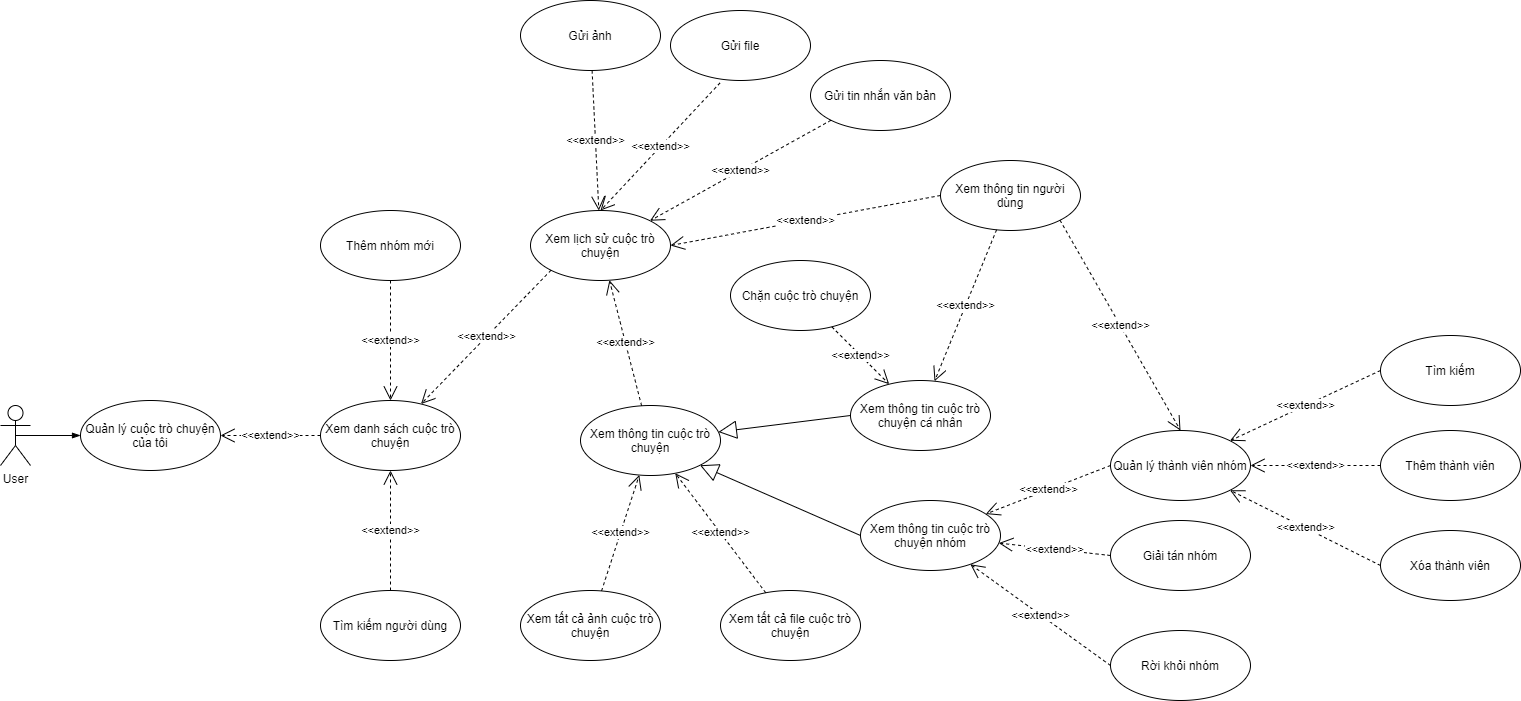 Gửi ảnh
Gửi file
Gửi tin nhắn văn bản
<<extend>>
<<extend>>
<<extend>>
Xem thông tin người
dùng
<<extend>>
Thêm nhóm mới
Xem lịch sử cuộc trò
chuyện
Chặn cuộc trò chuyện
<<extend>>
<<extend>>
<<extend>>
<<extend>>
<<extend>>
<<extend>>
Tìm kiếm
<<extend>>
Quản lý cuộc trò chuyện
của tôi
<<extend>>
Xem danh sách cuộc trò
chuyện
Xem thông tin cuộc trò
chuyện
Xem thông tin cuộc trò
chuyện cá nhân
<<extend>>
Quản lý thành viên nhóm
<<extend>>
Thêm thành viên
User
<<extend>>
<<extend>>
<<extend>>
<<extend>>
<<extend>>
Xem thông tin cuộc trò
chuyện nhóm
<<extend>>
Giải tán nhóm
Xóa thành viên
Tìm kiếm người dùng
Xem tất cả ảnh cuộc trò
chuyện
Xem tất cả file cuộc trò
chuyện
<<extend>>
Rời khỏi nhóm